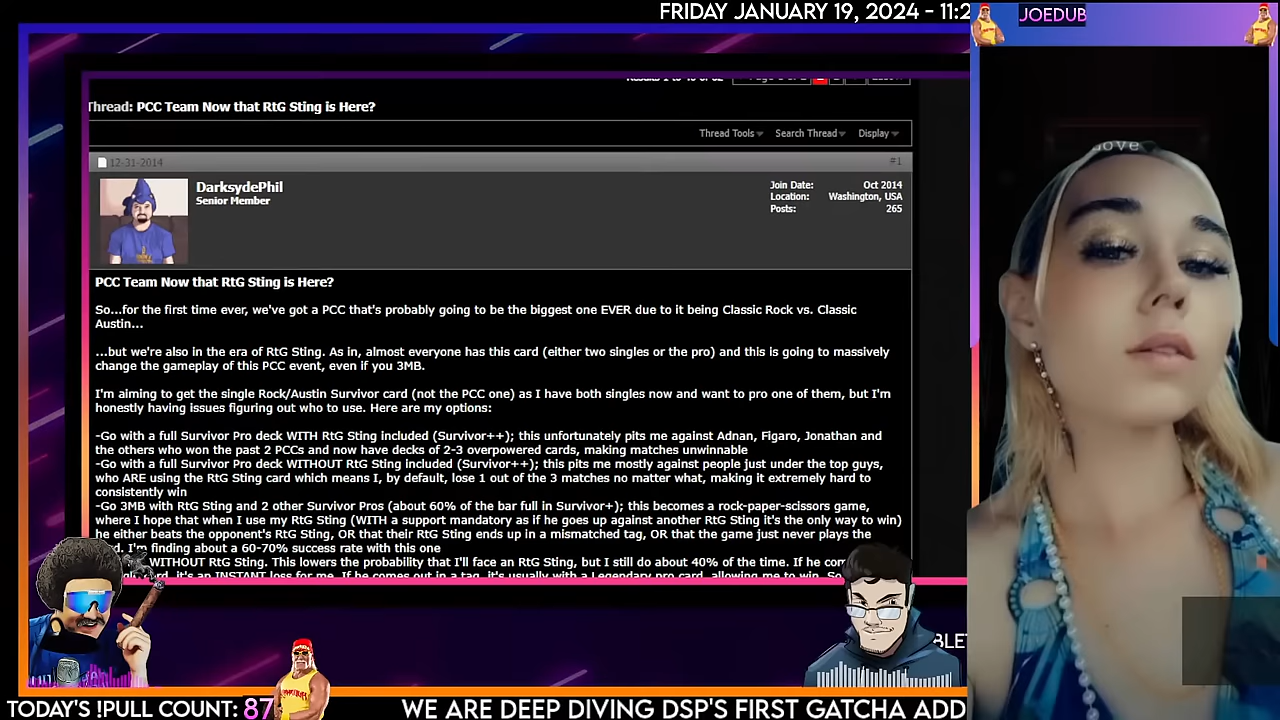 FRIDAY JANUARY 19, 2024 - 11:2
JOEDUB
Thread: PCC Team Now that RtG Sting is Here?
Thread Tools
Search Thread
Display
12-31-2014
#1
DarksydePhil
Senior Member
Join Date: Oct 2014
Location: Washington, USA
Posts: 265
PCC Team Now that RtG Sting is Here?
So...for the first time ever, we've got a PCC that's probably going to be the biggest one EVER due to it being Classic Rock vs. Classic
Austin...
...but we're also in the era of RtG Sting. As in, almost everyone has this card (either two singles or the pro) and this is going to massively
change the gameplay of this PCC event, even if you 3MB.
I'm aiming to get the single Rock/Austin Survivor card (not the PCC one) as I have both singles now and want to pro one of them, but I'm
honestly having issues figuring out who to use. Here are my options:
-Go with a full Survivor Pro deck WITH RtG Sting included (Survivor++); this unfortunately pits me against Adnan, Figaro, Jonathan and
the others who won the past 2 PCCs and now have decks of 2-3 overpowered cards, making matches unwinnable
-Go with a full Survivor Pro deck WITHOUT RtG Sting included (Survivor++); this pits me mostly against people just under the top guys,
who ARE using the RtG Sting card which means I, by default, lose 1 out of the 3 matches no matter what, making it extremely hard to
consistently win
-Go 3MB with RtG Sting and 2 other Survivor Pros (about 60% of the bar full in Survivor+); this becomes a rock-paper-scissors game,
where I hope that when I use my RtG Sting (WITH a support mandatory as if he goes up against another RtG Sting it's the only way to win)
he either beats the opponent's RtG Sting, OR that their RtG Sting ends up in a mismatched tag, OR that the game just never plays the
rd. I'm finding about a 60-70% success rate with this one
WITHOUT RtG Sting. This lowers the probability that I'll face an RtG Sting, but I still do about 40% of the time. If he
it's an INSTANT loss for me. If he comes out in a tag, it's usually with a Legendary pro card, allowing me to win. So
TODAY'S !PULL COUNT: 87
WE ARE DEEP DIVING DSP'S FIRST GATCHA ADD